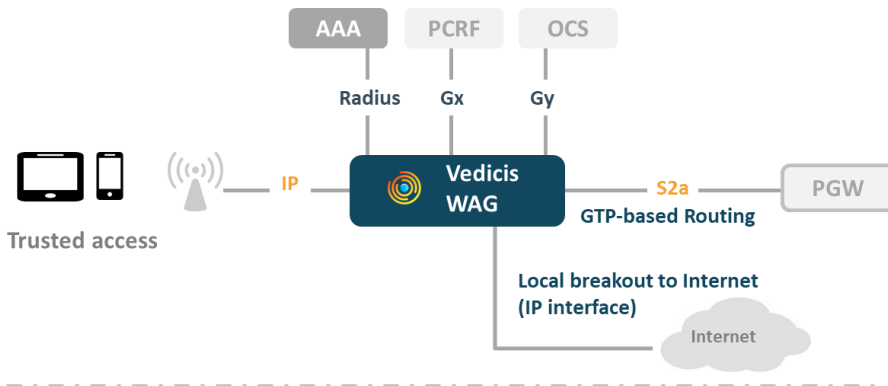 AAA PCRF OCS
Radius Gx Gy
Vedicis
WAG
IP
S2a
PGW
GTP-based Routing
Trusted access
Local breakout to Internet
(IP interface)
Internet